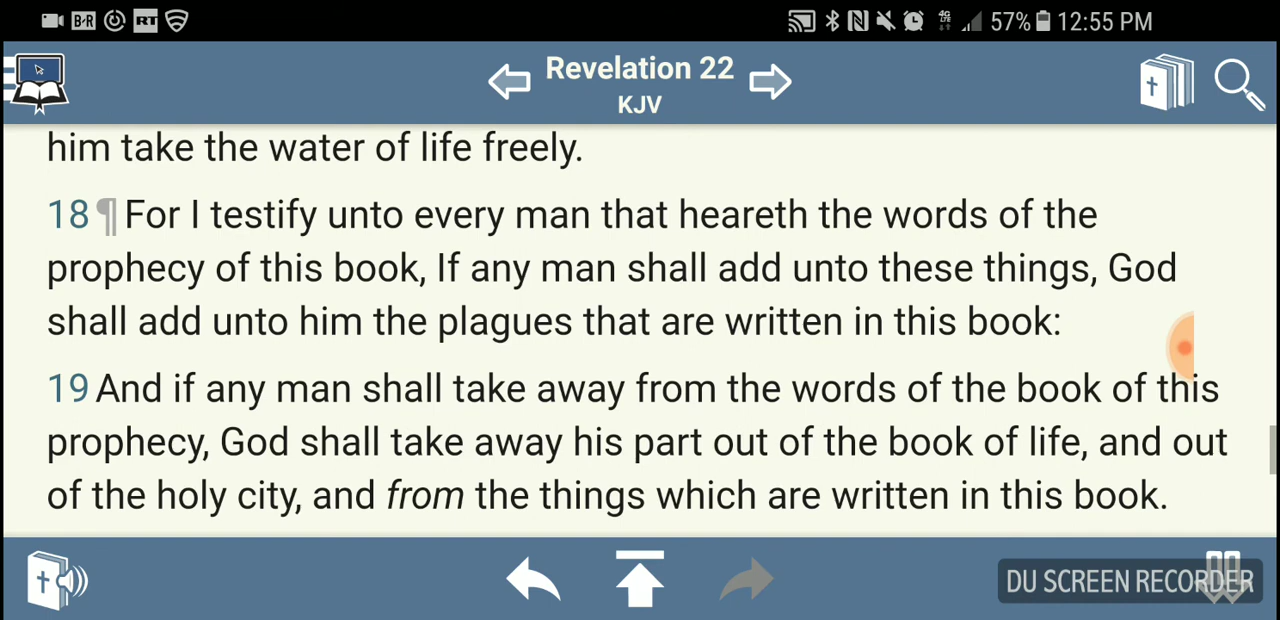 B•R RT 4G LTE 57% 12:55 PM
Revelation 22
KJV
him take the water of life freely.
18 ¶ For I testify unto every man that heareth the words of the
prophecy of this book, If any man shall add unto these things, God
shall add unto him the plagues that are written in this book:
19 And if any man shall take away from the words of the book of this
prophecy, God shall take away his part out of the book of life, and out
of the holy city, and from the things which are written in this book.
DU SCREEN RECORDER